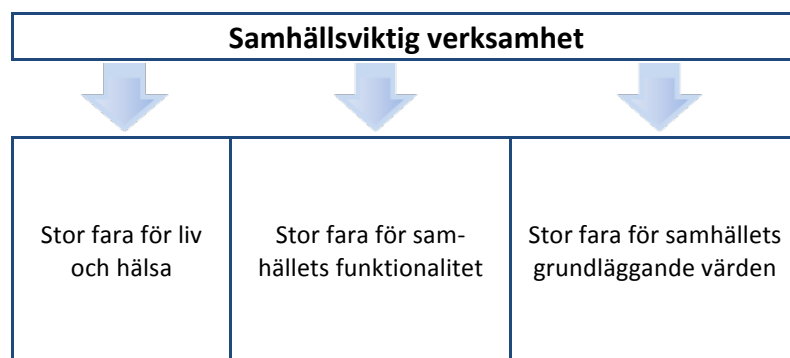 Samhällsviktig verksamhet
Stor fara för liv
och hälsa
Stor fara för sam-
hällets funktionalitet
Stor fara för samhällets
grundläggande värden